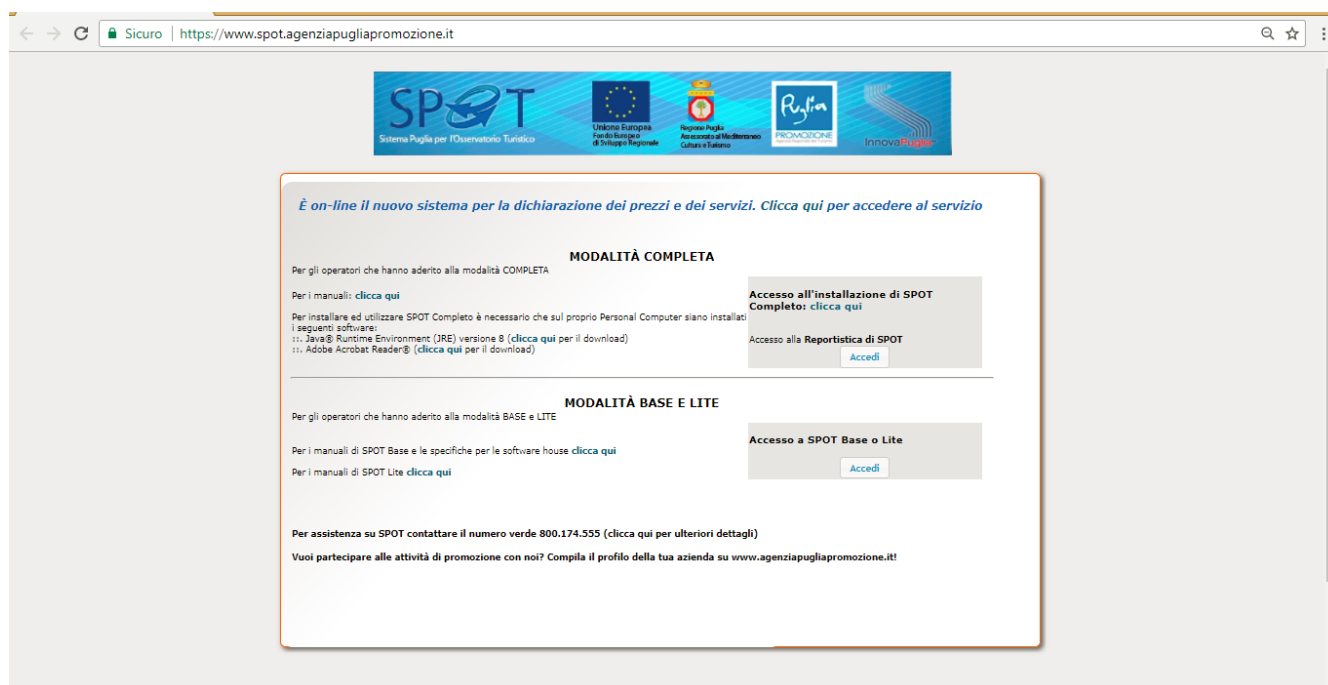 Sicuro | https://www.spot.agenziapugliapromozione.it
SPOT
Sistema Puglia per l'Osservatorio Turistico
Unione Europea
Fondo Europeo
di Sviluppo Regionale
Regione Puglia
Assessorato al Mediterraneo
Cultura e Turismo
Puglia
PROMOZIONE
InnovaPuglia
È on-line il nuovo sistema per la dichiarazione dei prezzi e dei servizi. Clicca qui per accedere al servizio
MODALITÀ COMPLETA
Per gli operatori che hanno aderito alla modalità COMPLETA
Per i manuali: clicca qui
Per installare ed utilizzare SPOT Completo è necessario che sul proprio Personal Computer siano installati
i seguenti software:
::. Java® Runtime Environment (JRE) versione 8 (clicca qui per il download)
::. Adobe Acrobat Reader® (clicca qui per il download)
Accesso all'installazione di SPOT
Completo: clicca qui
Accesso alla Reportistica di SPOT
Accedi
MODALITÀ BASE E LITE
Per gli operatori che hanno aderito alla modalità BASE e LITE
Per i manuali di SPOT Base e le specifiche per le software house clicca qui
Per i manuali di SPOT Lite clicca qui
Accesso a SPOT Base o Lite
Accedi
Per assistenza su SPOT contattare il numero verde 800.174.555 (clicca qui per ulteriori dettagli)
Vuoi partecipare alle attività di promozione con noi? Compila il profilo della tua azienda su www.agenziapugliapromozione.it!